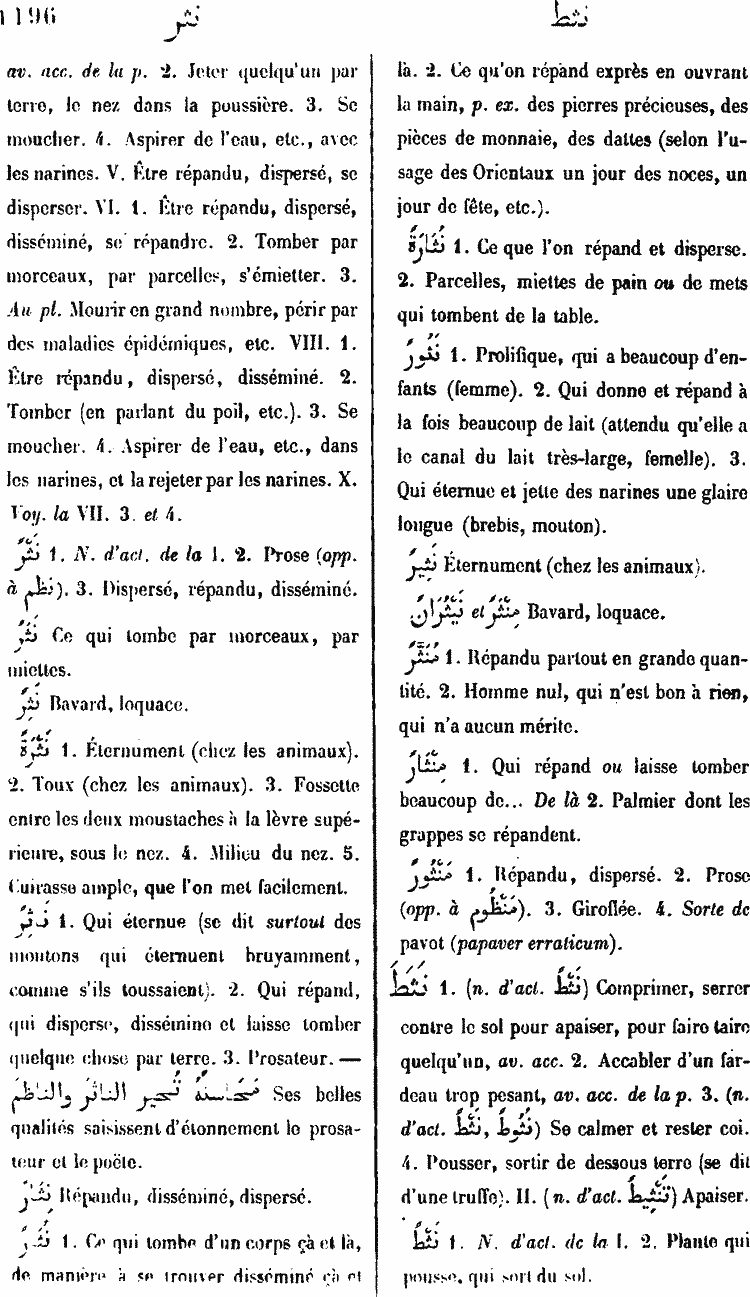 1196 نثر نثط
av. acc. de la p. 2. Jeter quelqu'un par
terre, le nez dans la poussière. 3. Se
moucher. 4. Aspirer de l'eau, etc., avec
les narines. V. Être répandu, dispersé, se
disperser. VI. 1. Être répandu, dispersé,
disséminé, se répandre. 2. Tomber par
morceaux, par parcelles, s'émietter. 3.
Au pl. Mourir en grand nombre, périr par
des maladies épidémiques, etc. VIII. 1.
Être répandu, dispersé, disséminé. 2.
Tomber (en parlant du poil, etc.). 3. Se
moucher. 4. Aspirer de l'eau, etc., dans
les narines, et la rejeter par les narines. X.
Voy. la VII. 3. et 4.
نَثْرٌ 1. N. d'act. de la I. 2. Prose (opp.
à نظم). 3. Dispersé, répandu, disséminé.
نَثَرٌ Ce qui tombe par morceaux, par
miettes.
نَثِرٌ Bavard, loquace.
نَثْرَةٌ 1. Éternument (chez les animaux).
2. Toux (chez les animaux). 3. Fossette
entre les deux moustaches à la lèvre supé-
rieure, sous le nez. 4. Milieu du nez. 5.
Cuirasse ample, que l'on met facilement.
نَاثِرٌ 1. Qui éternue (se dit surtout des
moutons qui éternuent bruyamment,
comme s'ils toussaient). 2. Qui répand,
qui disperse, dissémine et laisse tomber
quelque chose par terre. 3. Prosateur. —
مَحَاسِنُهُ تُحَيِّر النَاثِرَ والنَاظِمَ Ses belles
qualités saisissent d'étonnement le prosa-
teur et le poëte.
نُثَارٌ Répandu, disséminé, dispersé.
نِثَارٌ 1. Ce qui tombe d'un corps çà et là,
de manière à se trouver disséminé çà et
là. 2. Ce qu'on répand exprès en ouvrant
la main, p. ex. des pierres précieuses, des
pièces de monnaie, des dattes (selon l'u-
sage des Orientaux un jour des noces, un
jour de fête, etc.).
نُثَارَةٌ 1. Ce que l'on répand et disperse.
2. Parcelles, miettes de pain ou de mets
qui tombent de la table.
نَثُورٌ 1. Prolifique, qui a beaucoup d'en-
fants (femme). 2. Qui donne et répand à
la fois beaucoup de lait (attendu qu'elle a
le canal du lait très-large, femelle). 3.
Qui éternue et jette des narines une glaire
longue (brebis, mouton).
نَثِيرٌ Éternument (chez les animaux).
نَيْثَرَانٌ et مِنْثَرٌ Bavard, loquace.
مُنَثَّرٌ 1. Répandu partout en grande quan-
tité. 2. Homme nul, qui n'est bon à rien,
qui n'a aucun mérite.
مِنْثَارٌ 1. Qui répand ou laisse tomber
beaucoup de... De là 2. Palmier dont les
grappes se répandent.
مَنْثُورٌ 1. Répandu, dispersé. 2. Prose
(opp. à مَنْظُوم). 3. Giroflée. 4. Sorte de
pavot (papaver erraticum).
نَثَطَ 1. (n. d'act. نَثْطٌ) Comprimer, serrer
contre le sol pour apaiser, pour faire taire
quelqu'un, av. acc. 2. Accabler d'un far-
deau trop pesant, av. acc. de la p. 3. (n.
d'act. نَثْطٌ, نُثُوطٌ) Se calmer et rester coi.
4. Pousser, sortir de dessous terre (se dit
d'une truffe). II. (n. d'act. تَنْثِيطٌ) Apaiser.
نَثْطٌ 1. N. d'act. de la I. 2. Plante qui
pousse, qui sort du sol.